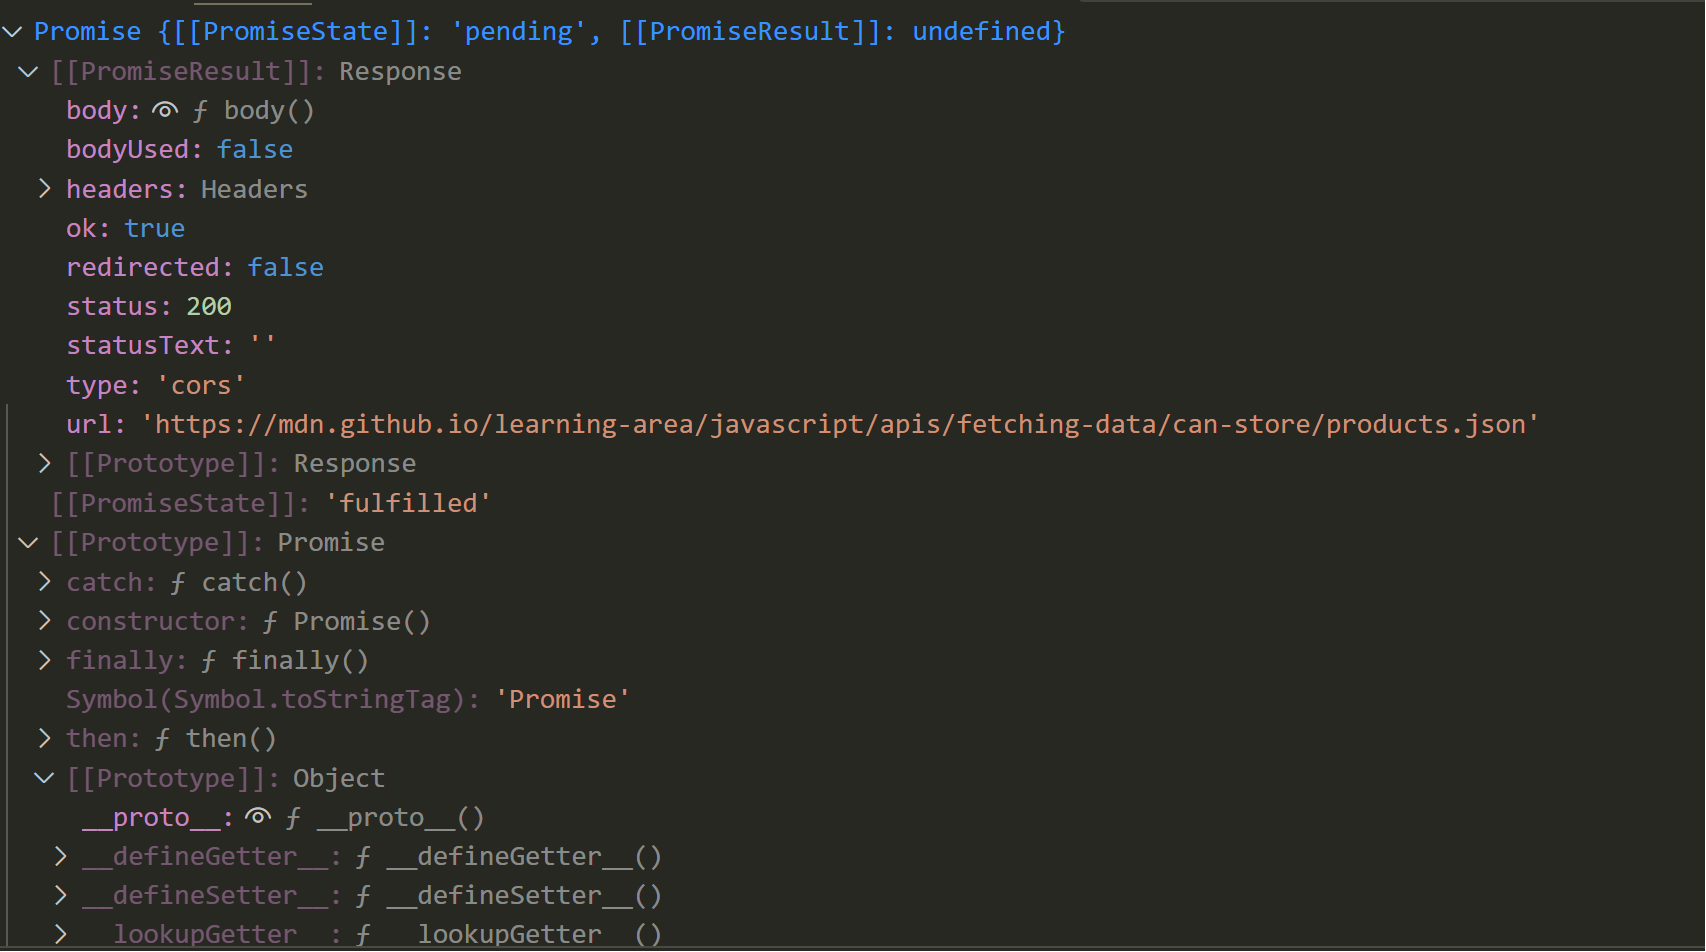 Promise {[[PromiseState]]: 'pending', [[PromiseResult]]: undefined}
[[PromiseResult]]: Response
body: ƒ body()
bodyUsed: false
headers: Headers
ok: true
redirected: false
status: 200
statusText: ''
type: 'cors'
url: 'https://mdn.github.io/learning-area/javascript/apis/fetching-data/can-store/products.json'
[[Prototype]]: Response
[[PromiseState]]: 'fulfilled'
[[Prototype]]: Promise
catch: ƒ catch()
constructor: ƒ Promise()
finally: ƒ finally()
Symbol(Symbol.toStringTag): 'Promise'
then: ƒ then()
[[Prototype]]: Object
__proto__: ƒ __proto__()
__defineGetter__: ƒ __defineGetter__()
__defineSetter__: ƒ __defineSetter__()
__lookupGetter__: ƒ __lookupGetter__()